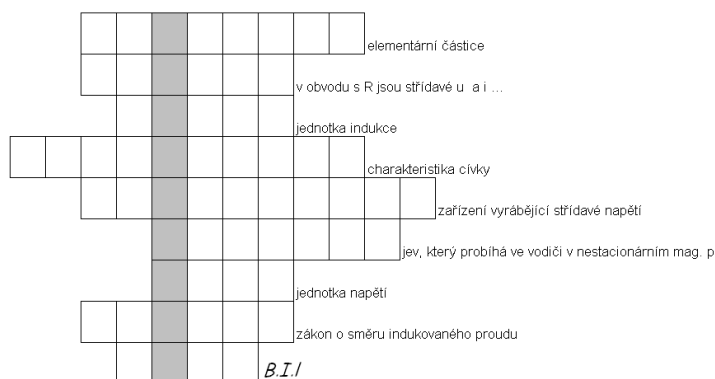 elementární částice
v obvodu s R jsou střídavé u a i ...
jednotka indukce
charakteristika cívky
zařízení vyrábějící střídavé napětí
jev, který probíhá ve vodiči v nestacionárním mag. p
jednotka napětí
zákon o směru indukovaného proudu
B.I.l